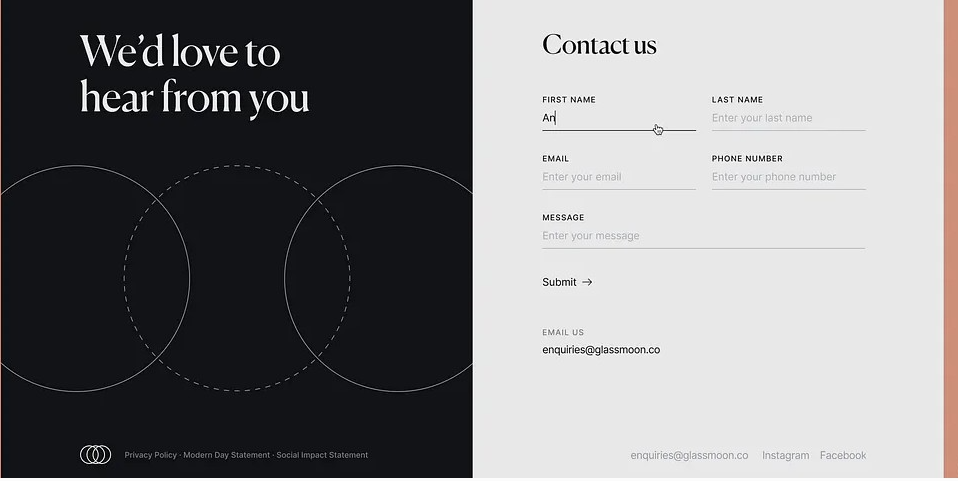 We'd love to
hear from you
Privacy Policy · Modern Day Statement · Social Impact Statement
Contact us
FIRST NAME
An
LAST NAME
Enter your last name
EMAIL
Enter your email
PHONE NUMBER
Enter your phone number
MESSAGE
Enter your message
Submit →
EMAIL US
enquiries@glassmoon.co
enquiries@glassmoon.co Instagram Facebook